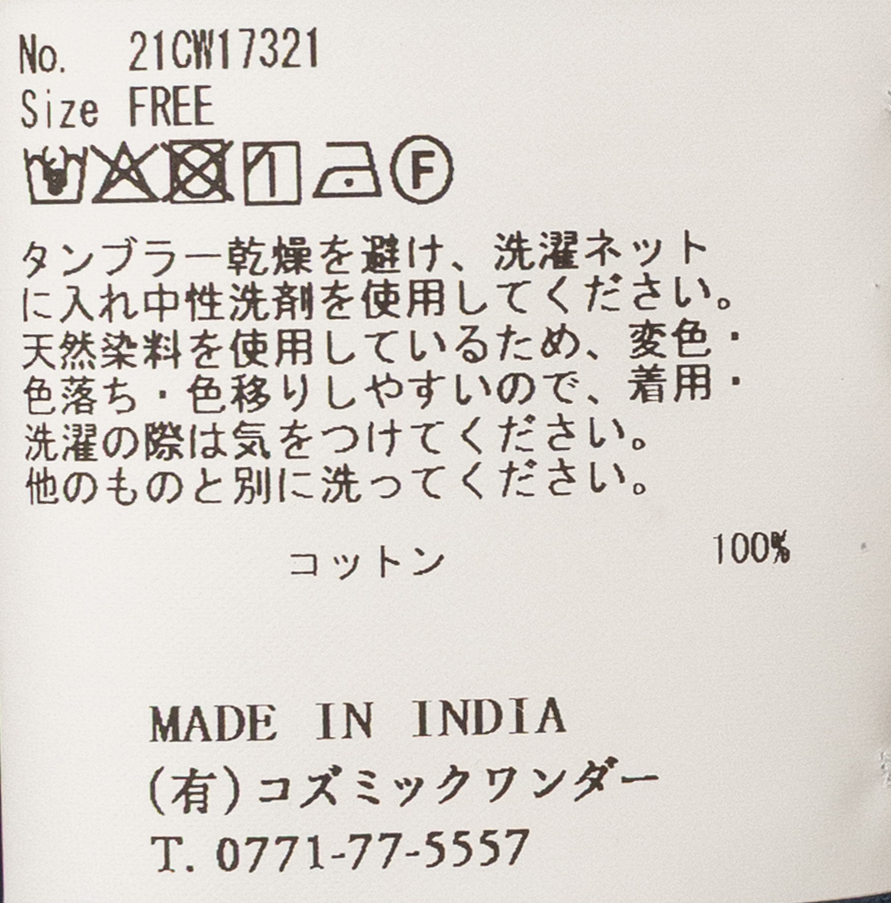 No. 21CW17321
Size FREE
F
タンブラー乾燥を避け、洗濯ネット
に入れ中性洗剤を使用してください。
天然染料を使用しているため、変色・
色落ち・色移りしやすいので、着用・
洗濯の際は気をつけてください。
他のものと別に洗ってください。
コットン 100%
MADE IN INDIA
(有)コズミックワンダー
T. 0771-77-5557